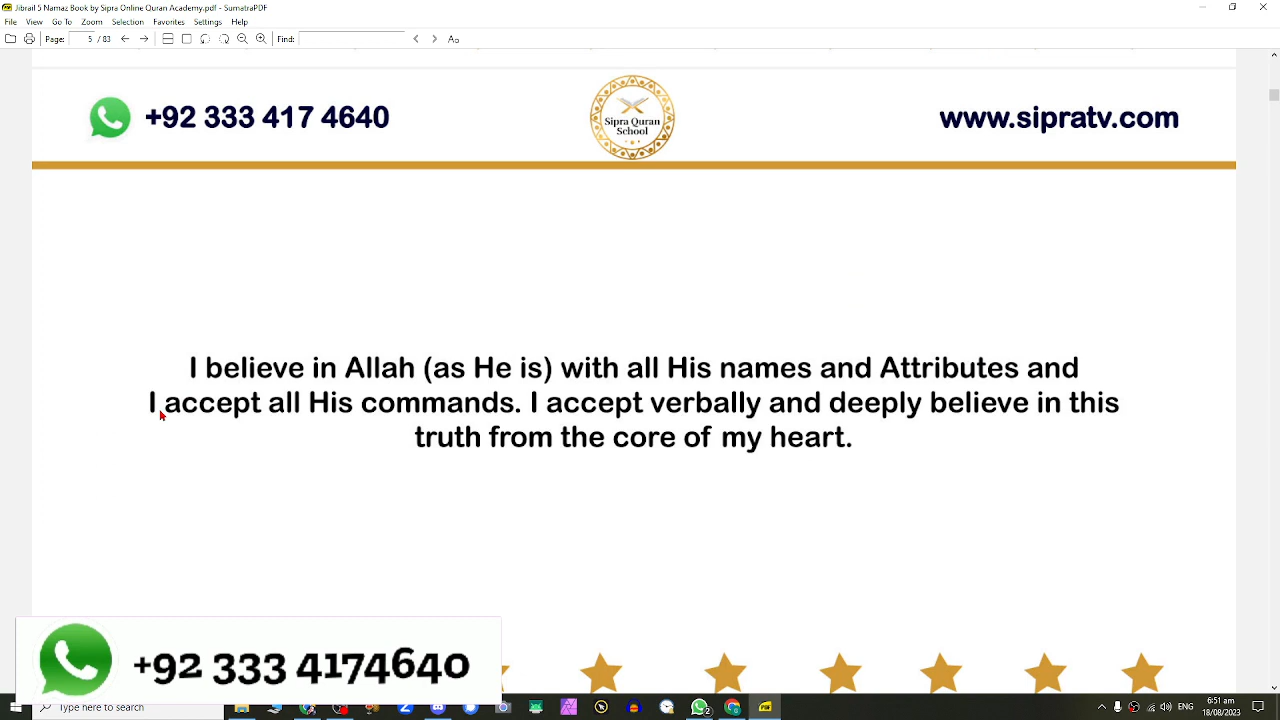 Jibrail 5 Namaz Book by Sipra Online Quran Academy.pdf - SumatraPDF
File View Go To Zoom Favorites Settings Help
Page: 5 / 83 Find:
+92 333 417 4640
Sipra Quran
School
www.sipratv.com
I believe in Allah (as He is) with all His names and Attributes and
I accept all His commands. I accept verbally and deeply believe in this
truth from the core of my heart.
+92 333 4174640
Type here to search
6:51 am
18/08/2023